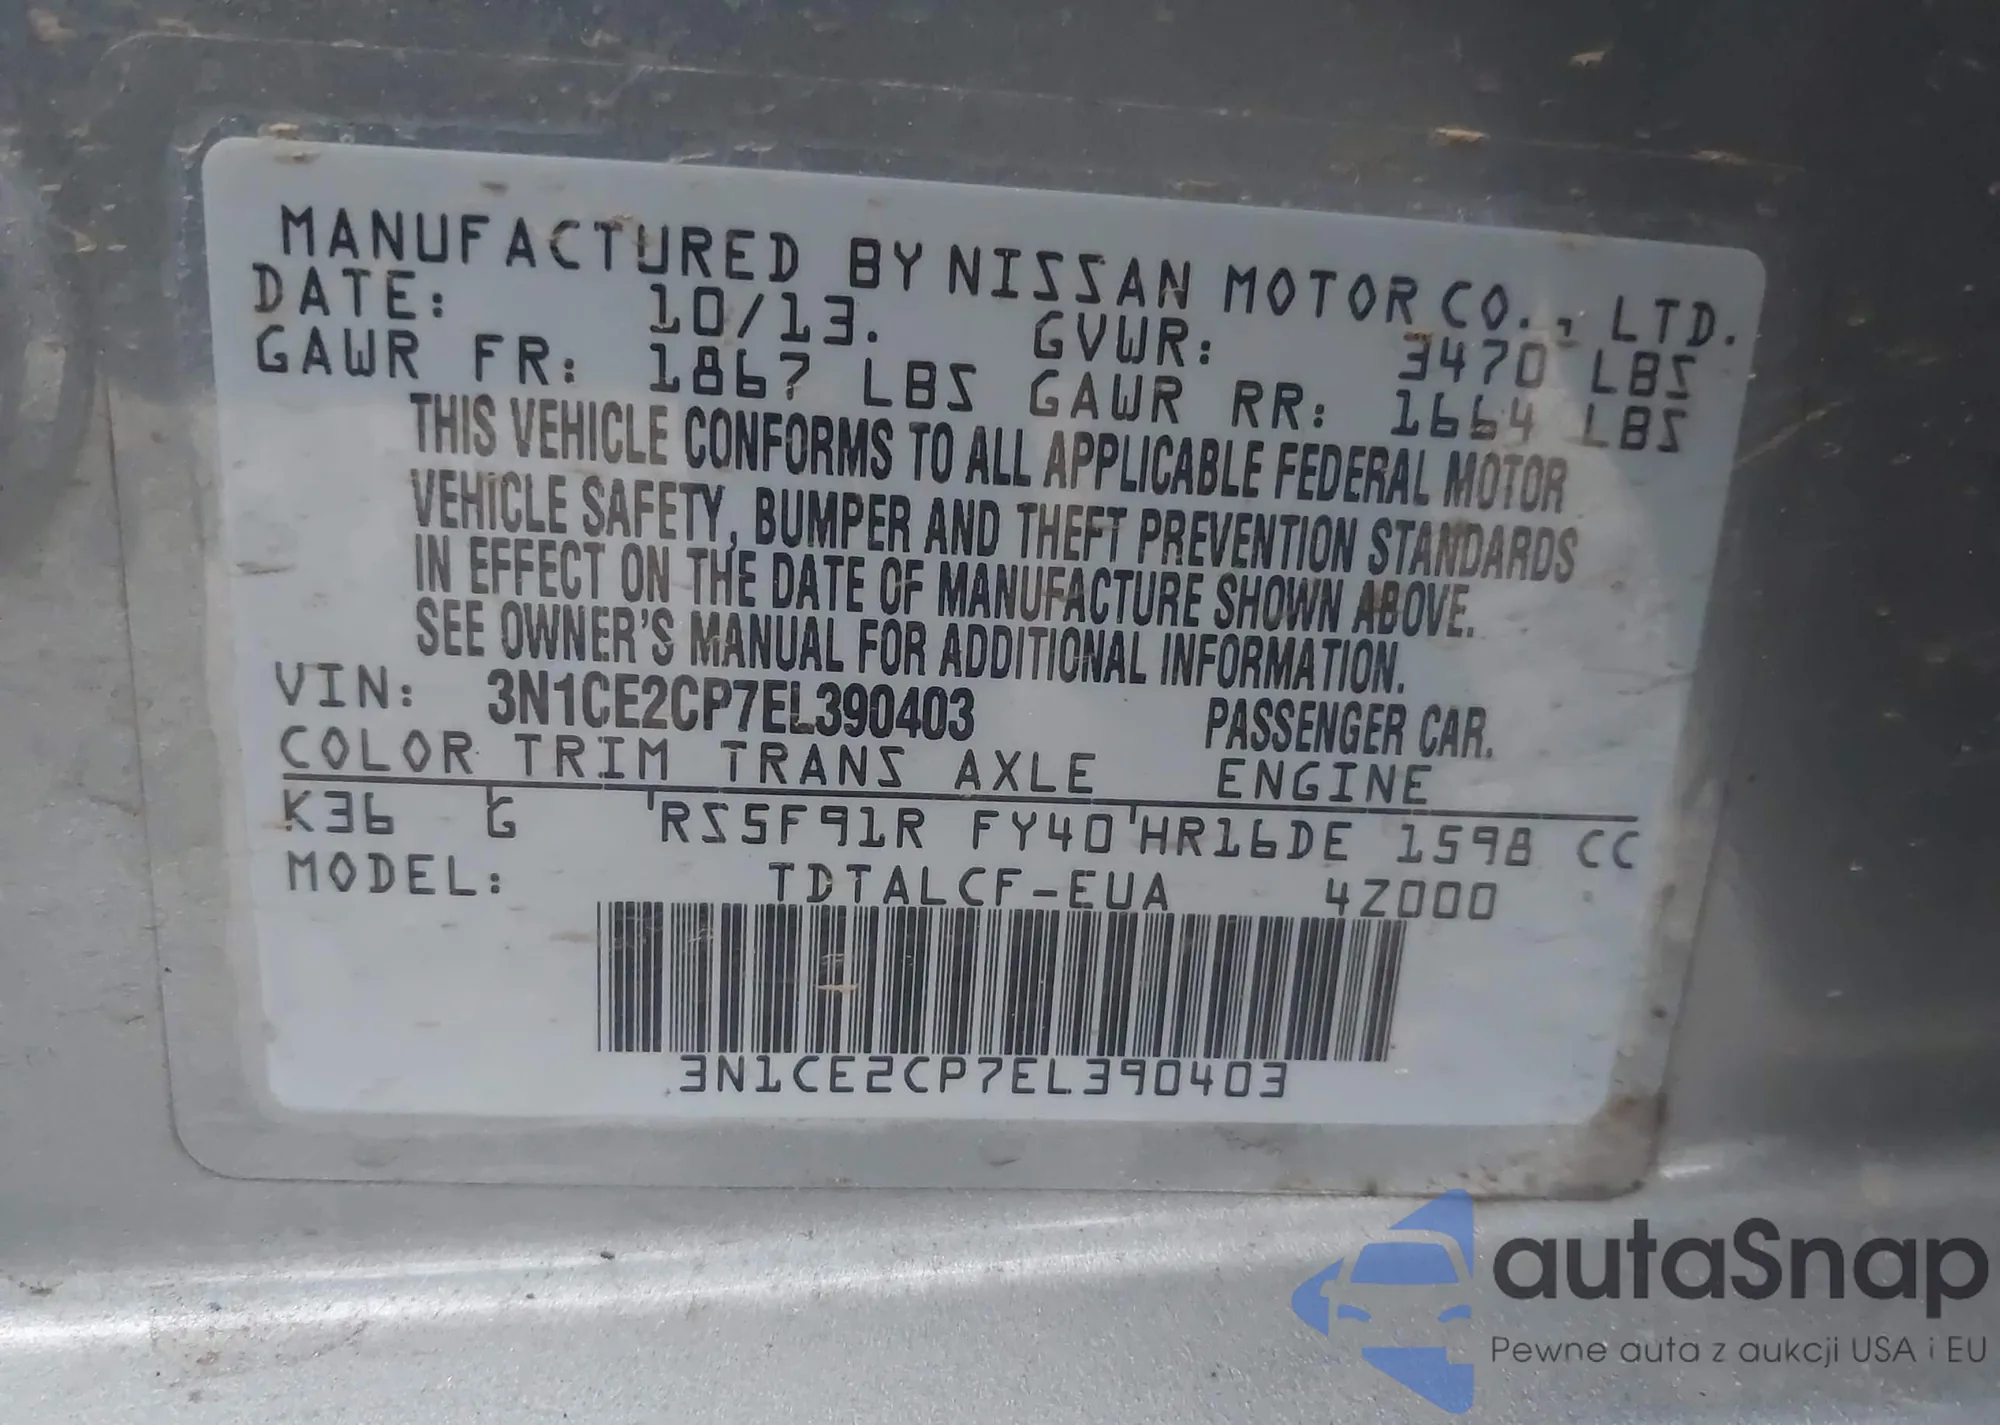 MANUFACTURED BY NISSAN MOTOR CO., LTD.
DATE: 10/13. GVWR: 3470 LBS
GAWR FR: 1867 LBS GAWR RR: 1664 LBS
THIS VEHICLE CONFORMS TO ALL APPLICABLE FEDERAL MOTOR
VEHICLE SAFETY, BUMPER AND THEFT PREVENTION STANDARDS
IN EFFECT ON THE DATE OF MANUFACTURE SHOWN ABOVE.
SEE OWNER'S MANUAL FOR ADDITIONAL INFORMATION.
VIN: 3N1CE2CP7EL390403 PASSENGER CAR.
COLOR TRIM TRANS AXLE ENGINE
K36 G RS5F91R FY40 HR16DE 1598 CC
MODEL: TDTALCF-EUA 4Z000
3N1CE2CP7EL390403
autaSnap
Pewne auta z aukcji USA i EU